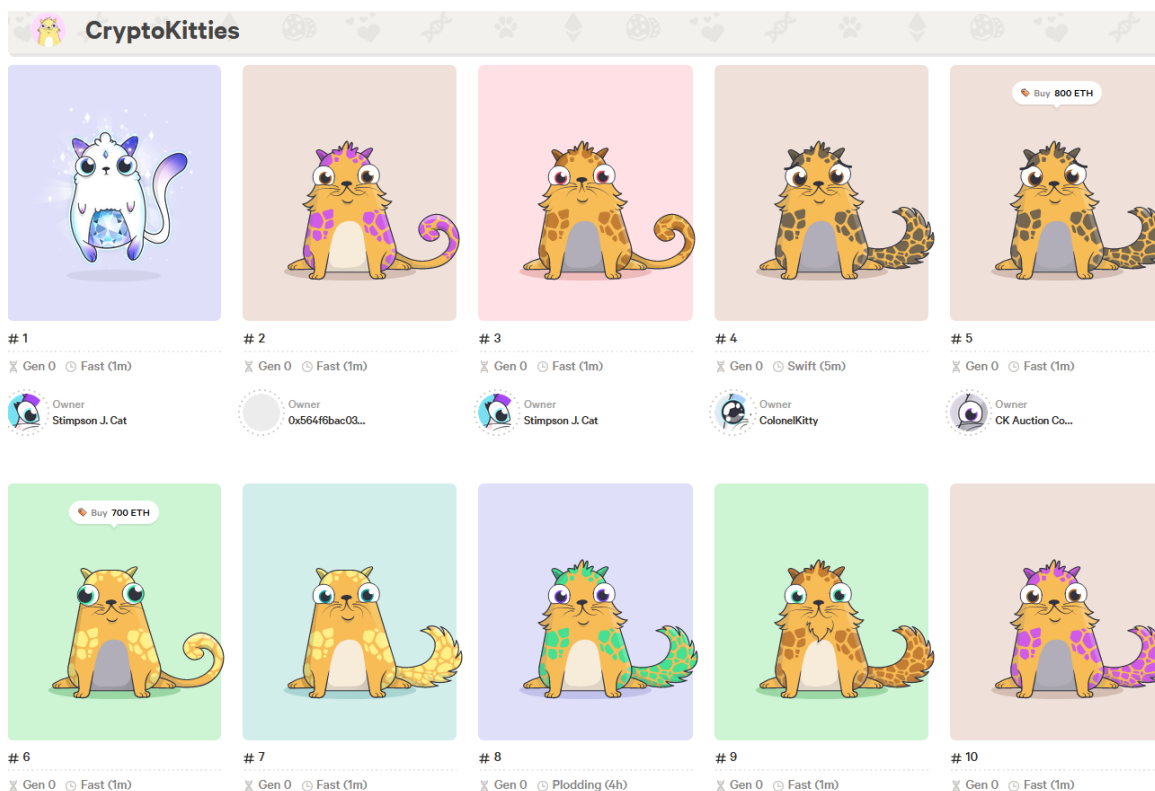 CryptoKitties
Buy 800 ETH
# 1
# 2
# 3
# 4
# 5
Gen 0 Fast (1m)
Gen 0 Fast (1m)
Gen 0 Fast (1m)
Gen 0 Swift (5m)
Gen 0 Fast (1m)
Owner
Stimpson J. Cat
Owner
0x564f6bac03...
Owner
Stimpson J. Cat
Owner
ColonelKitty
Owner
CK Auction Co...
Buy 700 ETH
# 6
# 7
# 8
# 9
# 10
Gen 0 Fast (1m)
Gen 0 Fast (1m)
Gen 0 Plodding (4h)
Gen 0 Fast (1m)
Gen 0 Fast (1m)